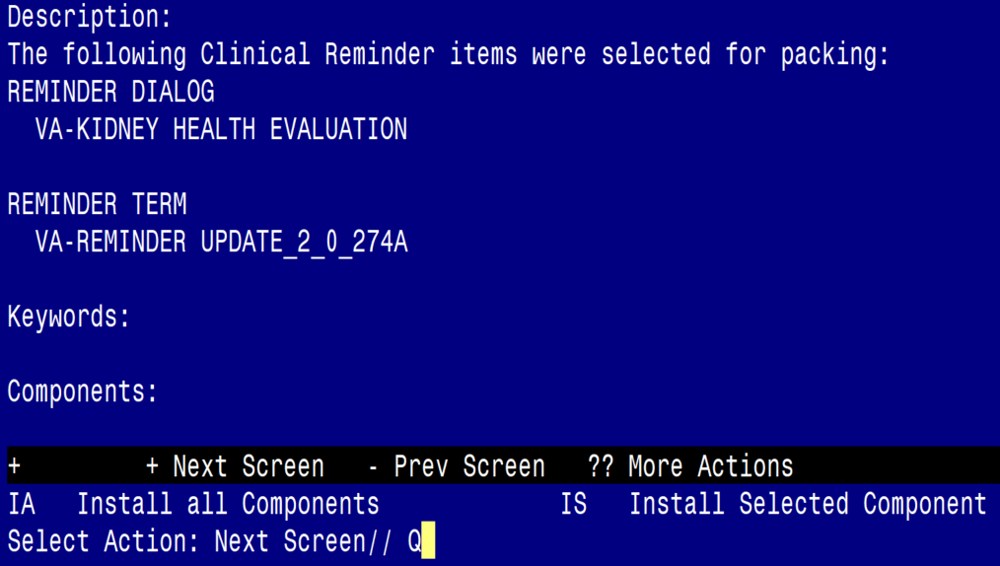 Description:
The following Clinical Reminder items were selected for packing:
REMINDER DIALOG
VA-KIDNEY HEALTH EVALUATION
REMINDER TERM
VA-REMINDER UPDATE_2_0_274A
Keywords:
Components:
+ + Next Screen - Prev Screen ?? More Actions
IA Install all Components IS Install Selected Component
Select Action: Next Screen// Q